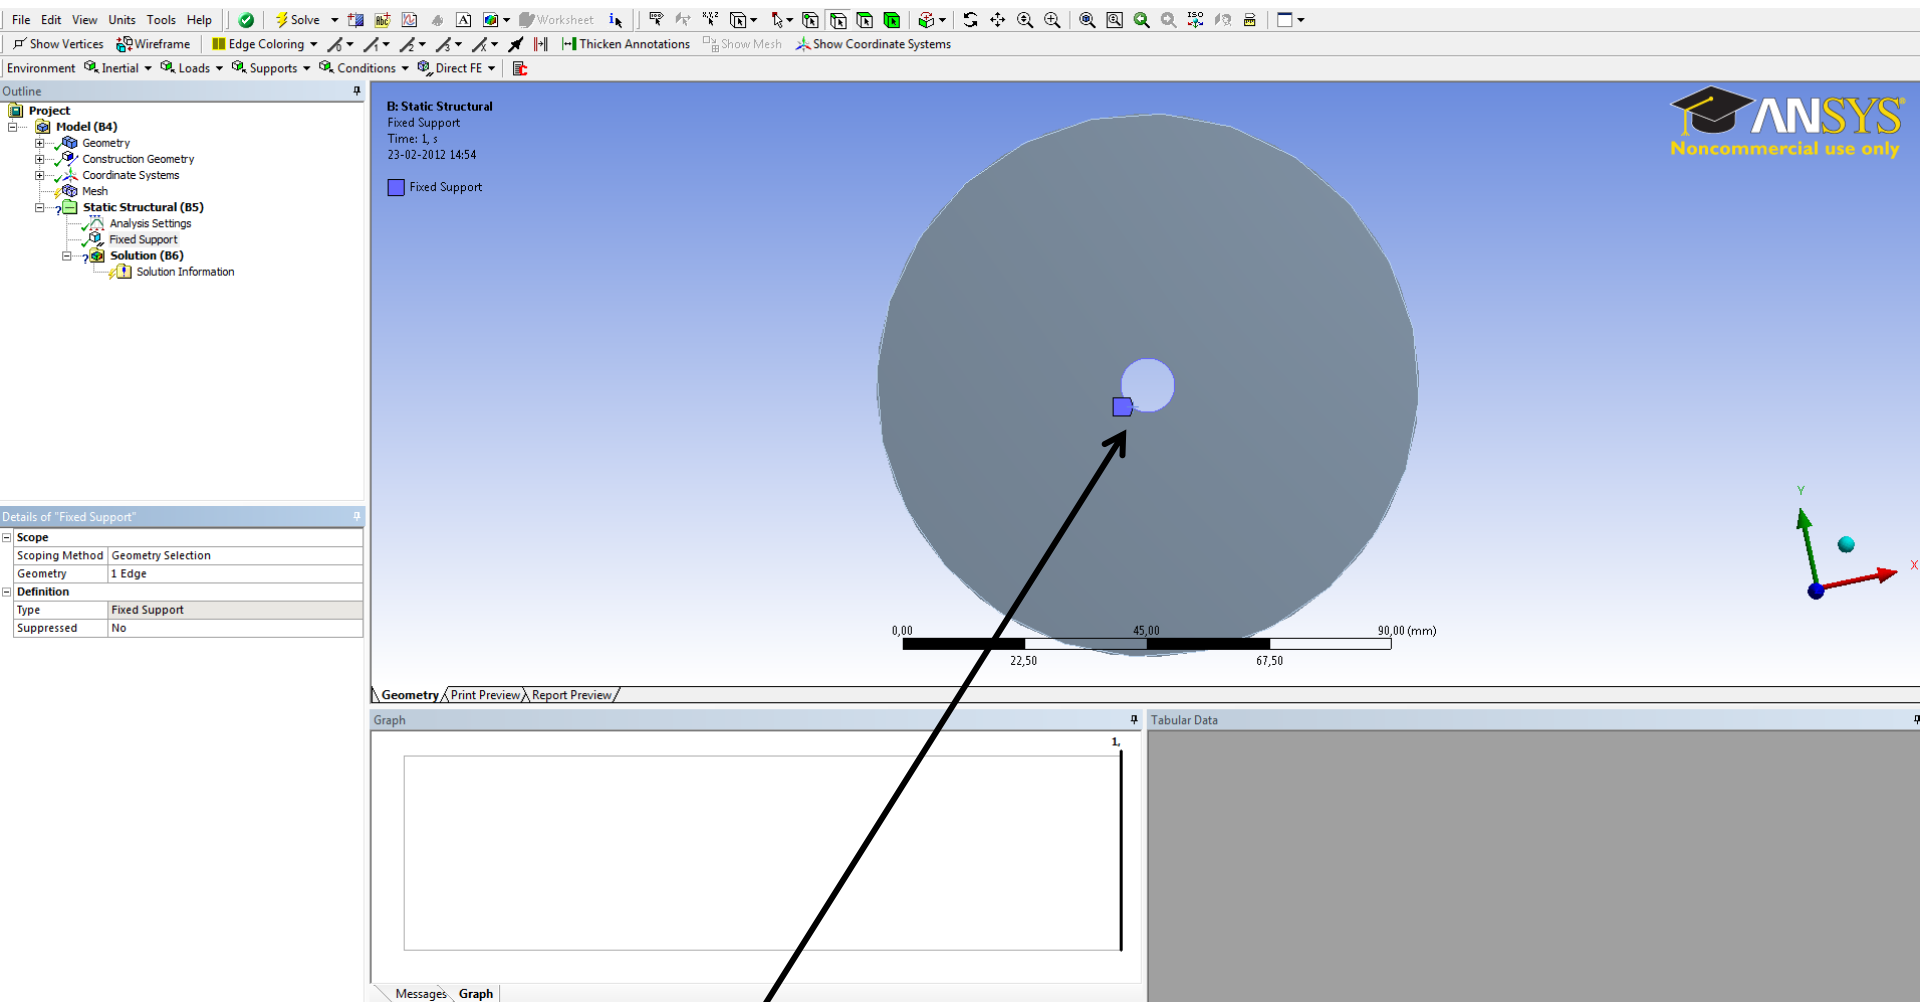 File Edit View Units Tools Help Solve Worksheet
Show Vertices Wireframe Edge Coloring Thicken Annotations Show Mesh Show Coordinate Systems
Environment Inertial Loads Supports Conditions Direct FE
Outline
Project
Model (B4)
Geometry
Construction Geometry
Coordinate Systems
Mesh
Static Structural (B5)
Analysis Settings
Fixed Support
Solution (B6)
Solution Information
Details of "Fixed Support"
Scope
Scoping Method Geometry Selection
Geometry 1 Edge
Definition
Type Fixed Support
Suppressed No
B: Static Structural
Fixed Support
Time: 1, s
23-02-2012 14:54
Fixed Support
ANSYS
Noncommercial use only
Y
X
0,00 45,00 90,00 (mm)
22,50 67,50
Geometry Print Preview Report Preview
Graph
1,
Messages Graph
Tabular Data